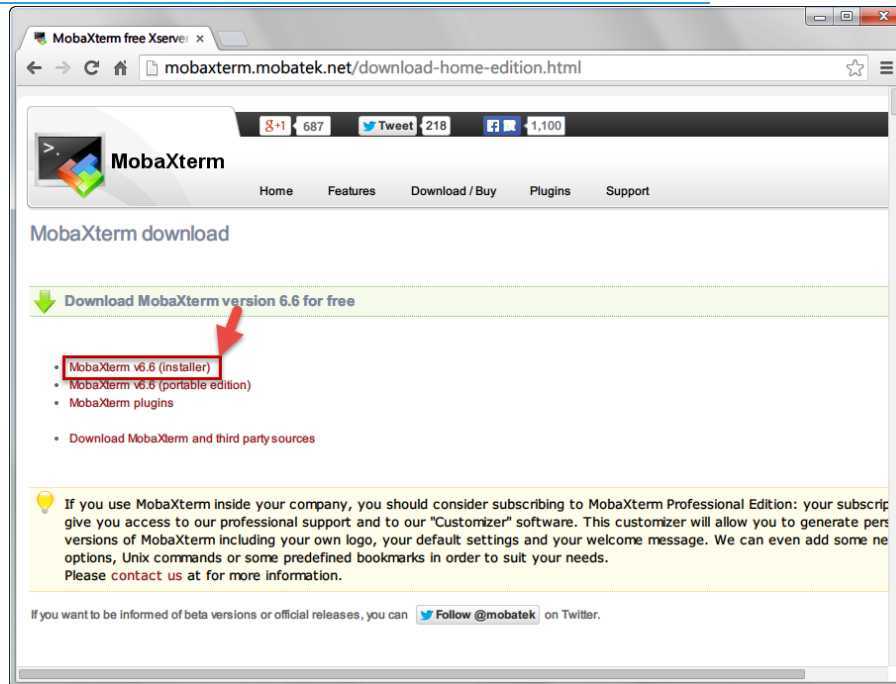 MobaXterm free Xserver
mobaxterm.mobatek.net/download-home-edition.html
g+1 687 Tweet 218 1,100
MobaXterm
Home Features Download / Buy Plugins Support
MobaXterm download
Download MobaXterm version 6.6 for free
MobaXterm v6.6 (installer)
MobaXterm v6.6 (portable edition)
MobaXterm plugins
Download MobaXterm and third party sources
If you use MobaXterm inside your company, you should consider subscribing to MobaXterm Professional Edition: your subscrip
give you access to our professional support and to our "Customizer" software. This customizer will allow you to generate pers
versions of MobaXterm including your own logo, your default settings and your welcome message. We can even add some ne
options, Unix commands or some predefined bookmarks in order to suit your needs.
Please contact us at for more information.
If you want to be informed of beta versions or official releases, you can Follow @mobatek on Twitter.